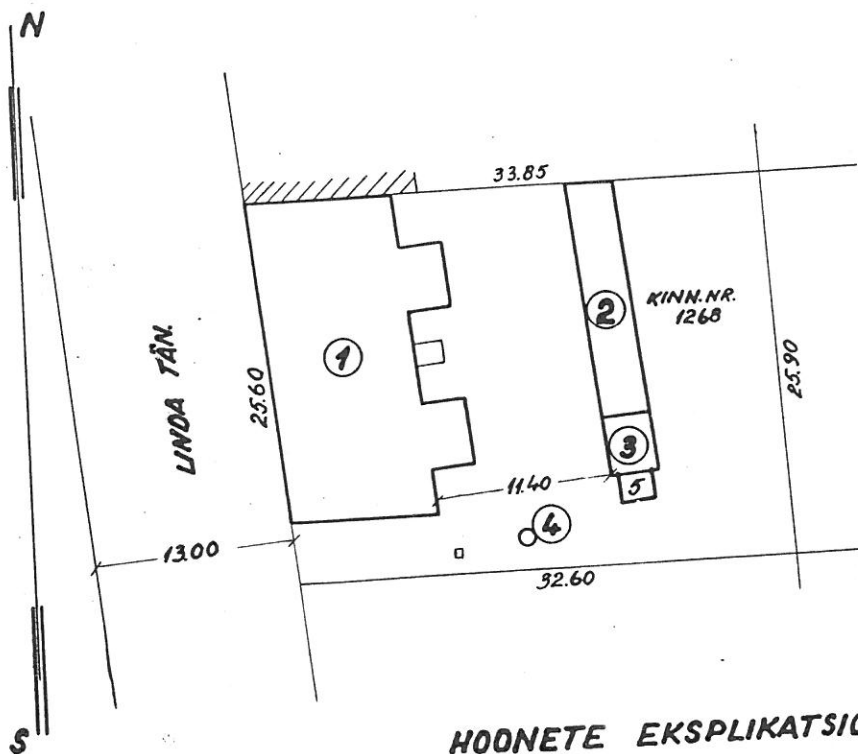 N
33.85
2
KINN.NR.
1268
1
LINDA TÄN.
25.60
25.90
3
11.40
5
4
13.00
32.60
S
HOONETE EKSPLIKATSIO